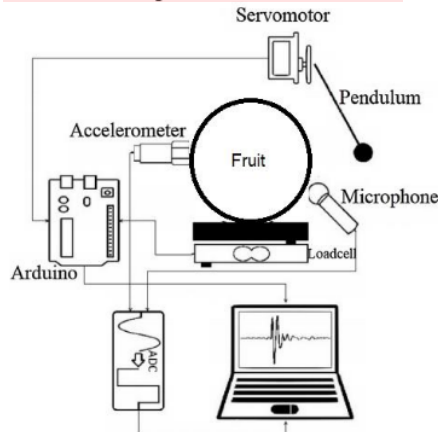 Servomotor
Pendulum
Accelerometer
Fruit
Microphone
Loadcell
Arduino
ADC